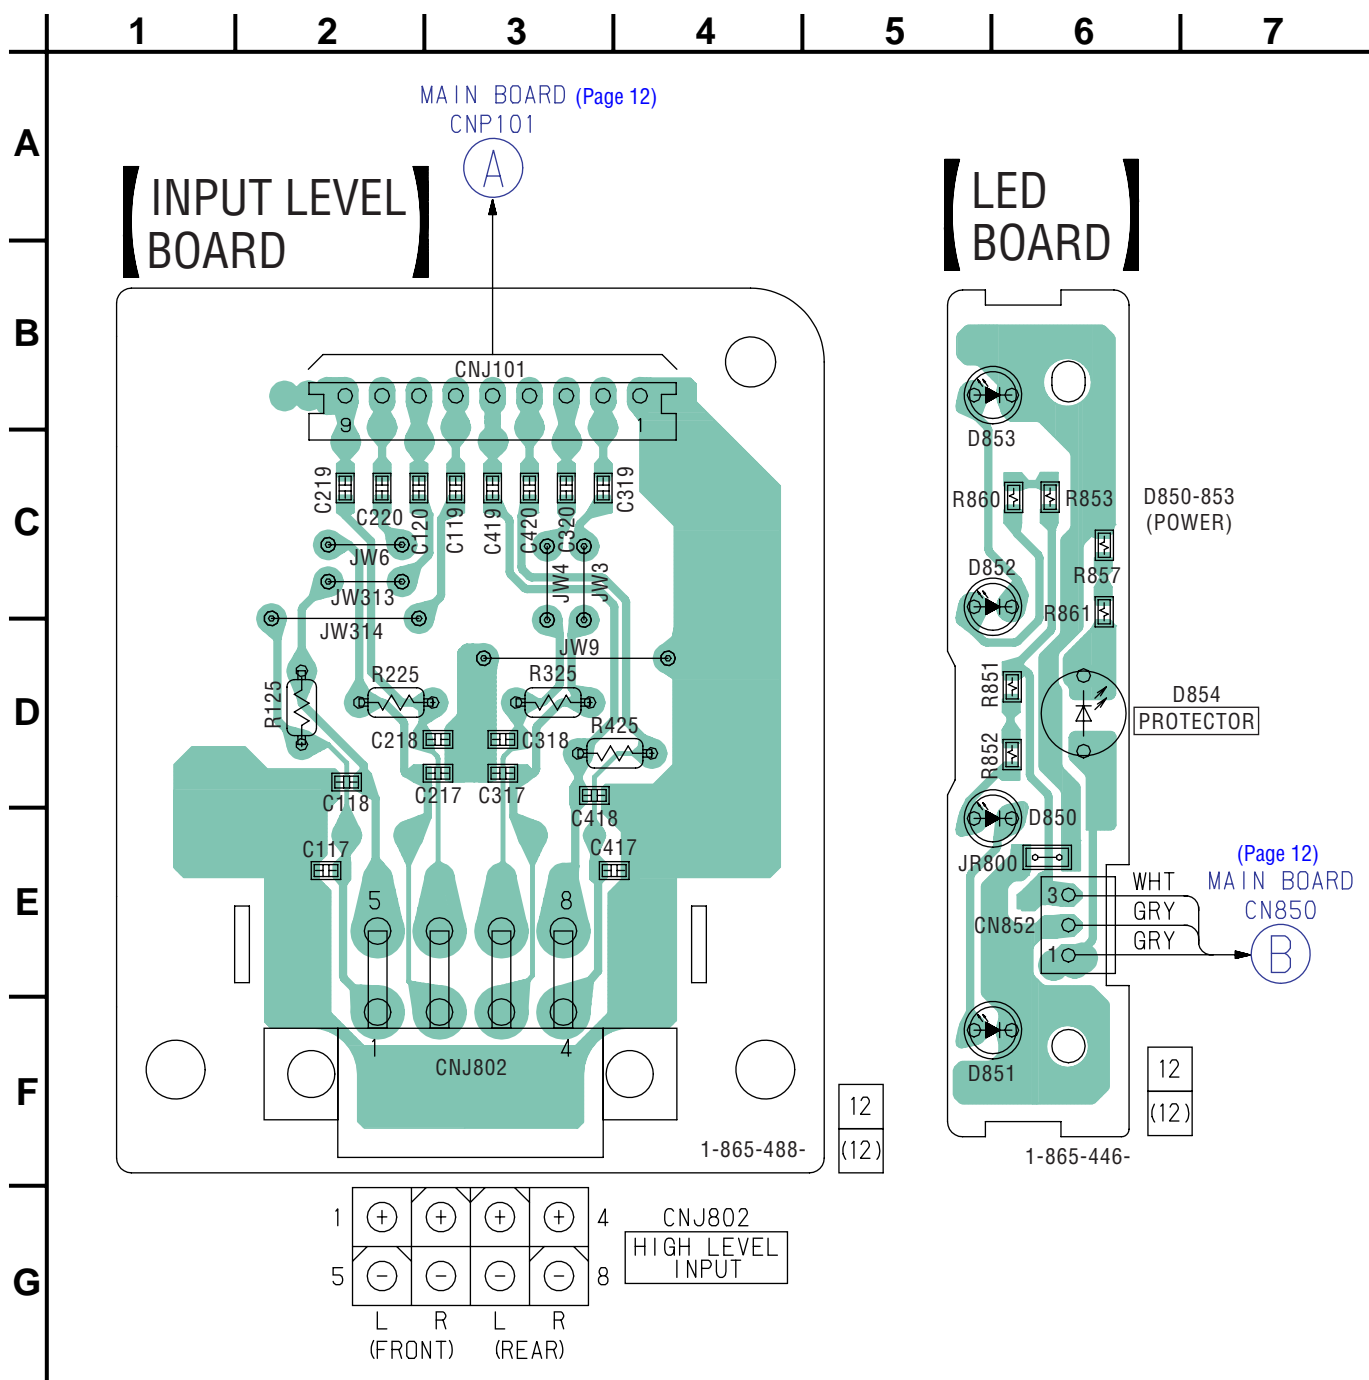 1 2 3 4 5 6 7
A
B
C
D
E
F
G
MAIN BOARD (Page 12)
CNP101
A
INPUT LEVEL
BOARD
CNJ101
9 1
C219
C220
C120
C119
C419
C420
C320
C319
JW6
JW313
JW314
JW4
JW3
JW9
R125
R225
R325
R425
C218
C318
C118
C217
C317
C418
C117
C417
5 8
1 4
CNJ802
1-865-488-
12
(12)
1 + + + + 4
5 - - - - 8
L R L R
(FRONT) (REAR)
CNJ802
HIGH LEVEL
INPUT
LED
BOARD
D853
R860
R853
D850-853
(POWER)
D852
R857
R861
R851
D854
PROTECTOR
R852
D850
JR800
CN852
3
1
WHT
GRY
GRY
(Page 12)
MAIN BOARD
CN850
B
D851
12
(12)
1-865-446-